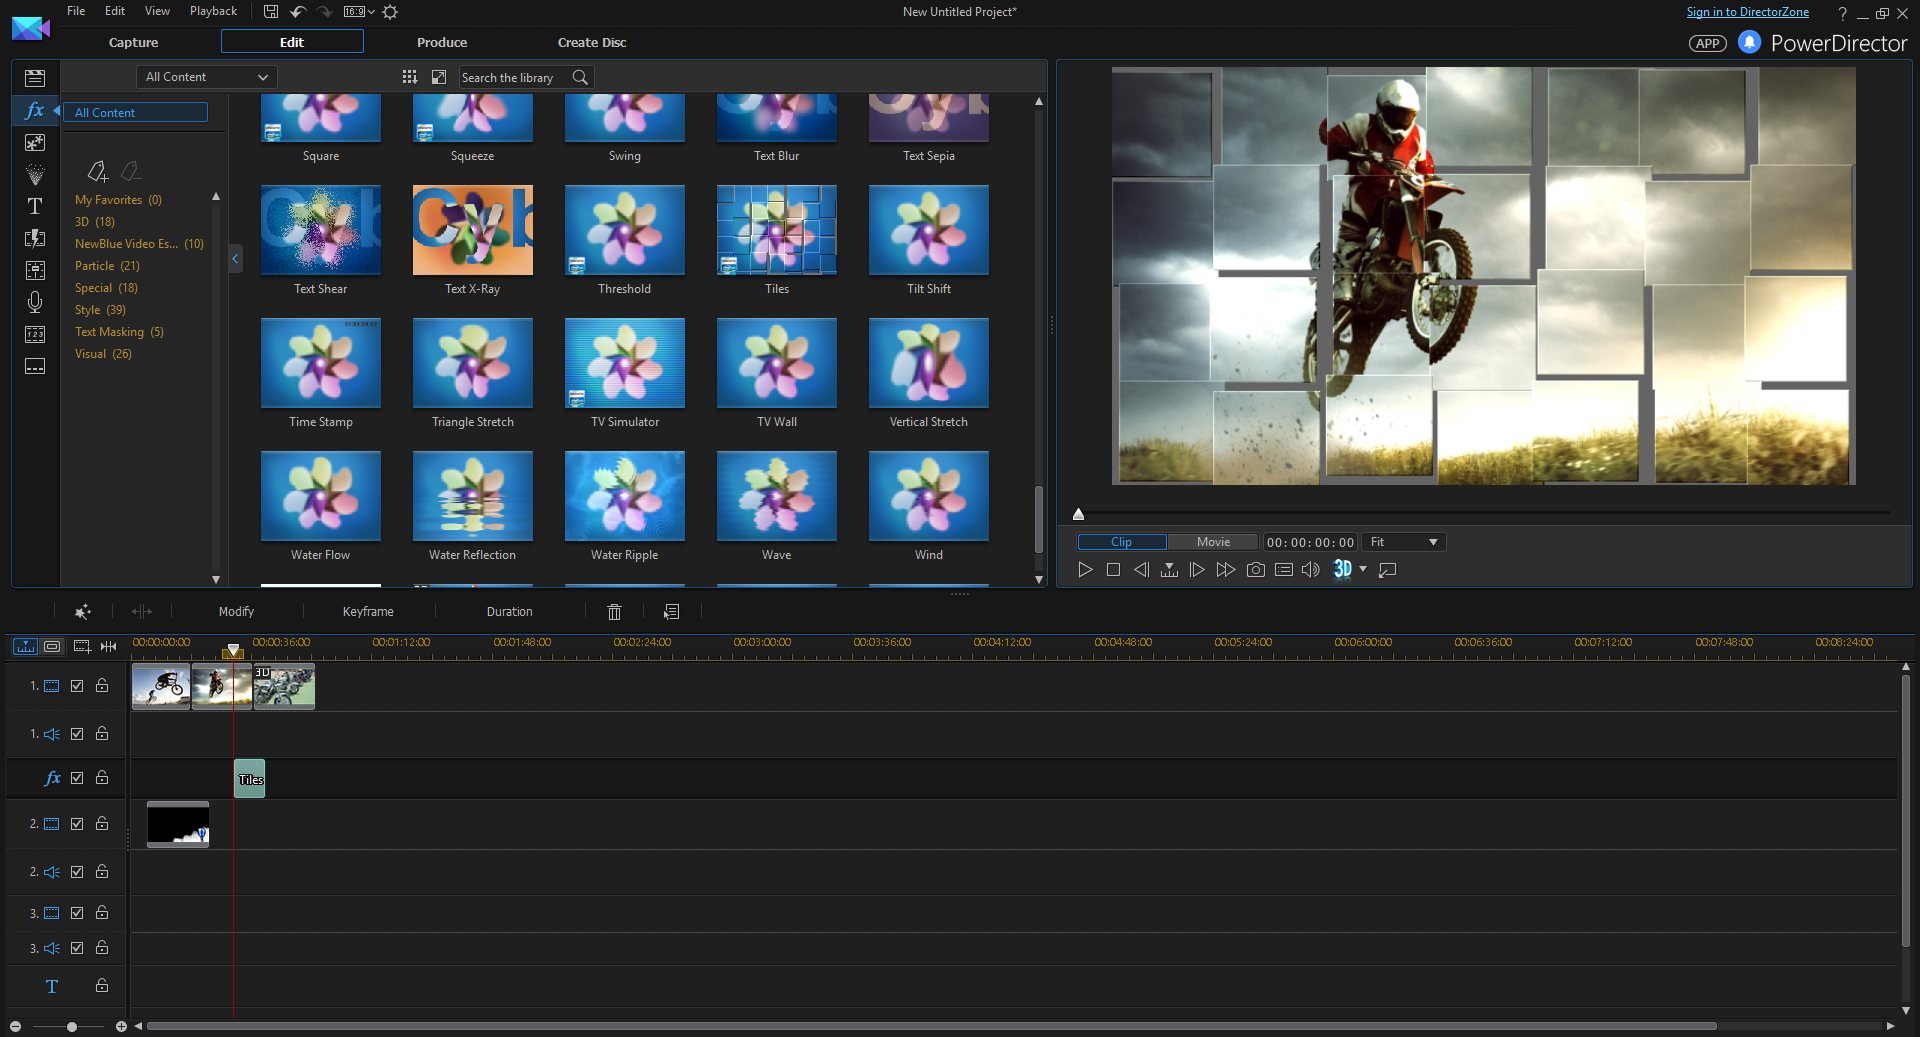 File Edit View Playback 16:9 New Untitled Project* Sign in to DirectorZone ?
Capture Edit Produce Create Disc APP PowerDirector
All Content Search the library
fx All Content
Square Squeeze Swing Text Blur Text Sepia
My Favorites (0)
3D (18)
NewBlue Video Es... (10)
Particle (21)
Special (18)
Style (39)
Text Masking (5)
Visual (26)
T
Text Shear Text X-Ray Threshold Tiles Tilt Shift
Time Stamp Triangle Stretch TV Simulator TV Wall Vertical Stretch
Water Flow Water Reflection Water Ripple Wave Wind
Clip Movie 00:00:00:00 Fit
3D
Modify Keyframe Duration
00:00:00:00 00:00:36:00 00:01:12:00 00:01:48:00 00:02:24:00 00:03:00:00 00:03:36:00 00:04:12:00 00:04:48:00 00:05:24:00 00:06:00:00 00:06:36:00 00:07:12:00 00:07:48:00 00:08:24:00
1. 3D
1.
fx Tiles
2.
2.
3.
3.
T